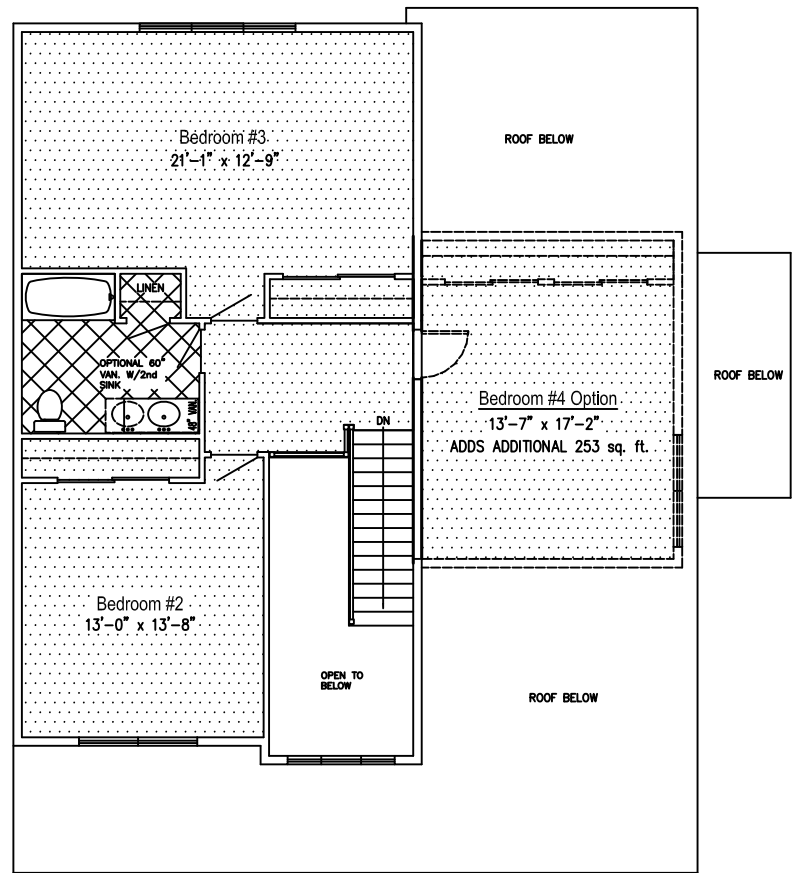 Bedroom #3
21'-1" x 12'-9"
ROOF BELOW
LINEN
OPTIONAL 60"
VAN. W/2nd
SINK
48" VAN.
DN
Bedroom #4 Option
13'-7" x 17'-2"
ADDS ADDITIONAL 253 sq. ft.
ROOF BELOW
Bedroom #2
13'-0" x 13'-8"
OPEN TO
BELOW
ROOF BELOW